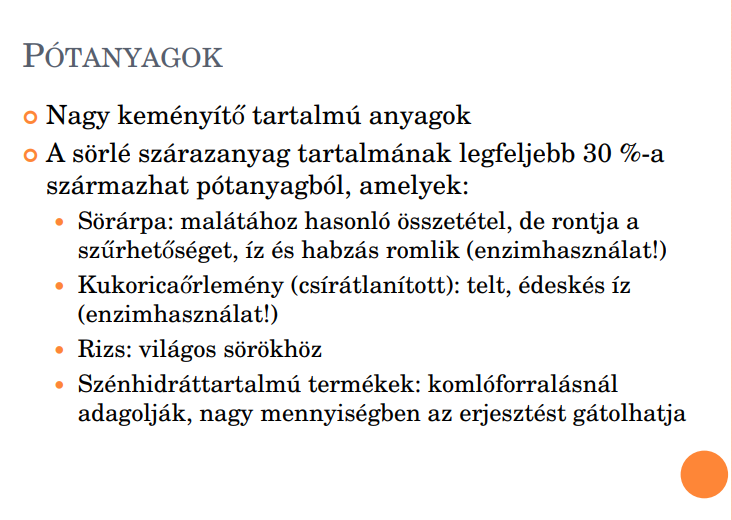 PÓTANYAGOK
Nagy keményítő tartalmú anyagok
A sörlé szárazanyag tartalmának legfeljebb 30 %-a
származhat pótanyagból, amelyek:
Sörárpa: malátához hasonló összetétel, de rontja a
szűrhetőséget, íz és habzás romlik (enzimhasználat!)
Kukoricaőrlemény (csírátlanított): telt, édeskés íz
(enzimhasználat!)
Rizs: világos sörökhöz
Szénhidráttartalmú termékek: komlóforralásnál
adagolják, nagy mennyiségben az erjesztést gátolhatja